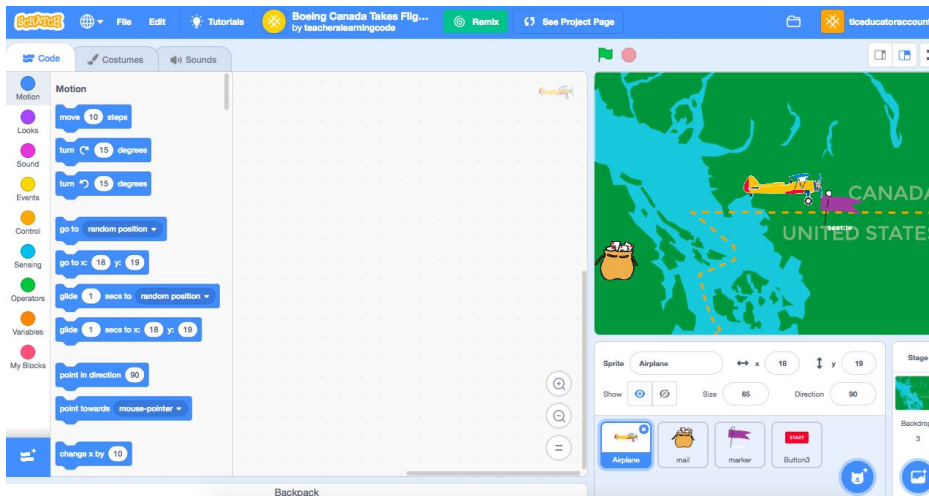 SCRATCH
File
Edit
Tutorials
Boeing Canada Takes Flig...
by teacherslearningcode
Remix
See Project Page
tlceducatoraccount
Code
Costumes
Sounds
Motion
Looks
Sound
Events
Control
Sensing
Operators
Variables
My Blocks
Motion
move 10 steps
turn 15 degrees
turn 15 degrees
go to random position
go to x: 18 y: 19
glide 1 secs to random position
glide 1 secs to x: 18 y: 19
point in direction 90
point towards mouse-pointer
change x by 10
Backpack
CANADA
Seattle
UNITED STATES
Sprite Airplane x 18 y 19
Show Size 65 Direction 90
Airplane
mail
marker
START
Button3
Stage
Backdrop
3